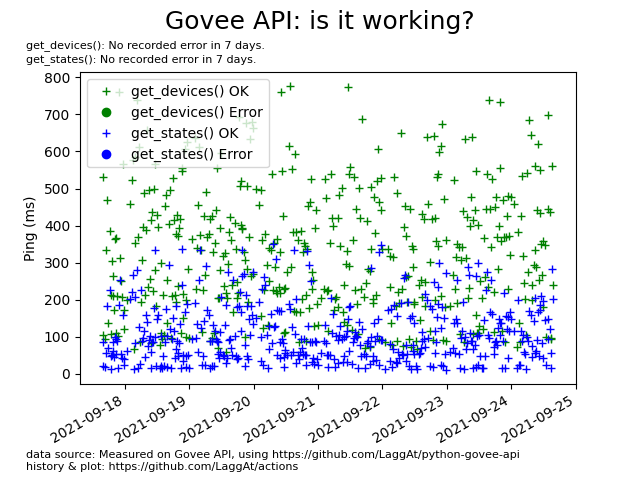 Govee API: is it working?
get_devices(): No recorded error in 7 days.
get_states(): No recorded error in 7 days.
800
700
600
500
400
300
200
100
0
Ping (ms)
get_devices() OK
get_devices() Error
get_states() OK
get_states() Error
2021-09-18
2021-09-19
2021-09-20
2021-09-21
2021-09-22
2021-09-23
2021-09-24
2021-09-25
data source: Measured on Govee API, using https://github.com/LaggAt/python-govee-api
history & plot: https://github.com/LaggAt/actions